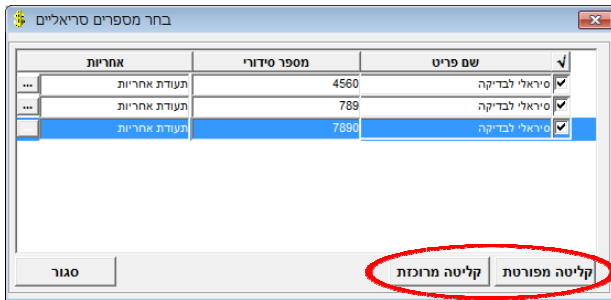 בחר מספרים סריאליים
√ שם פריט מספר סידורי אחריות
סיראלי לבדיקה 4560 תעודת אחריות ...
סיראלי לבדיקה 789 תעודת אחריות ...
סיראלי לבדיקה 7890 תעודת אחריות
קליטה מפורטת קליטה מרוכזת סגור